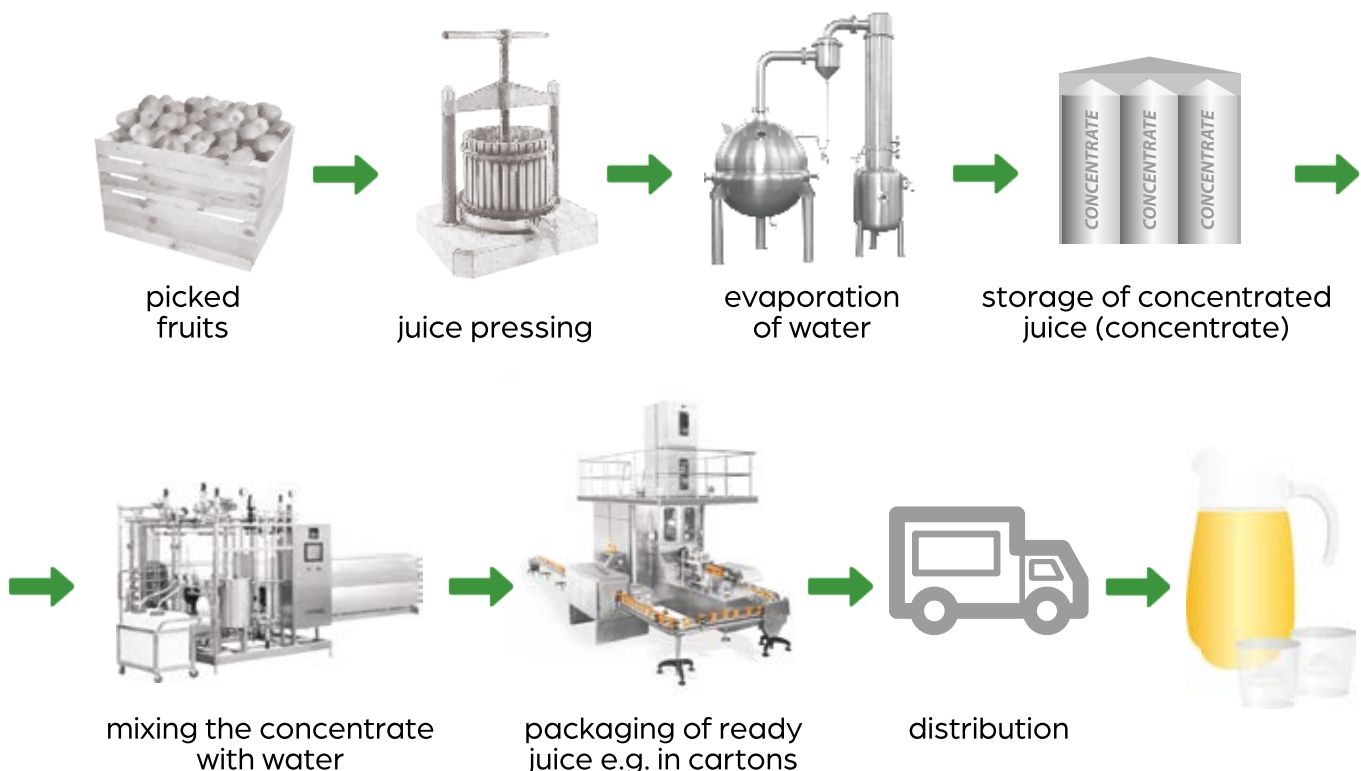 CONCENTRATE
CONCENTRATE
CONCENTRATE
picked
fruits
juice pressing
evaporation
of water
storage of concentrated
juice (concentrate)
mixing the concentrate
with water
packaging of ready
juice e.g. in cartons
distribution